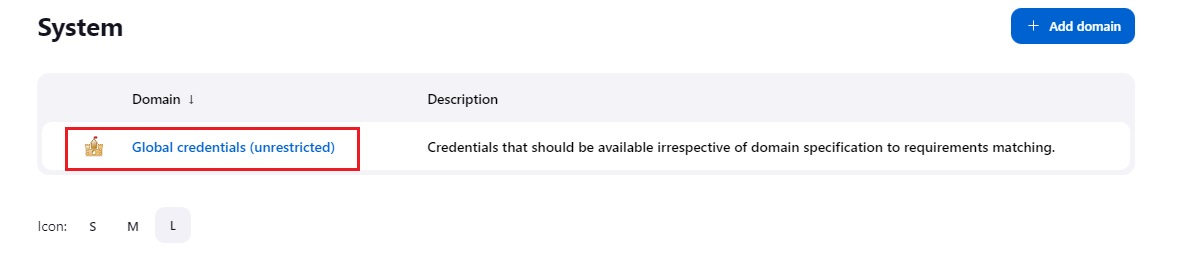 System
+ Add domain
Domain ↓ Description
Global credentials (unrestricted) Credentials that should be available irrespective of domain specification to requirements matching.
Icon: S M L